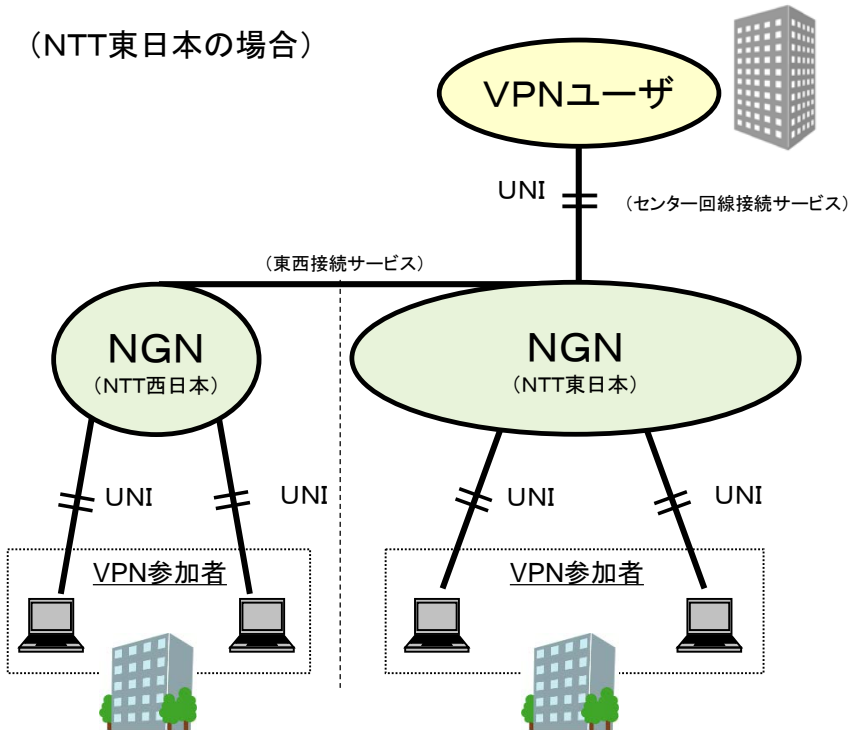 （NTT東日本の場合）
VPNユーザ
UNI
（センター回線接続サービス）
（東西接続サービス）
NGN
（NTT西日本）
NGN
（NTT東日本）
UNI
UNI
UNI
UNI
VPN参加者
VPN参加者